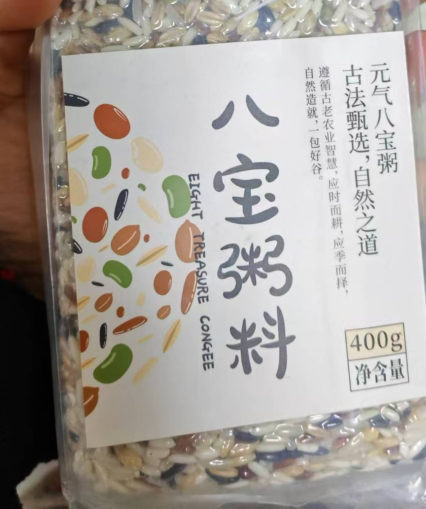 元气八宝粥
古法甄选，自然之道
遵循古老农业智慧，应时而耕，应季而择，
自然造就，一包好谷。
八宝粥料
EIGHT TREASURE CONGEE
400g
净含量